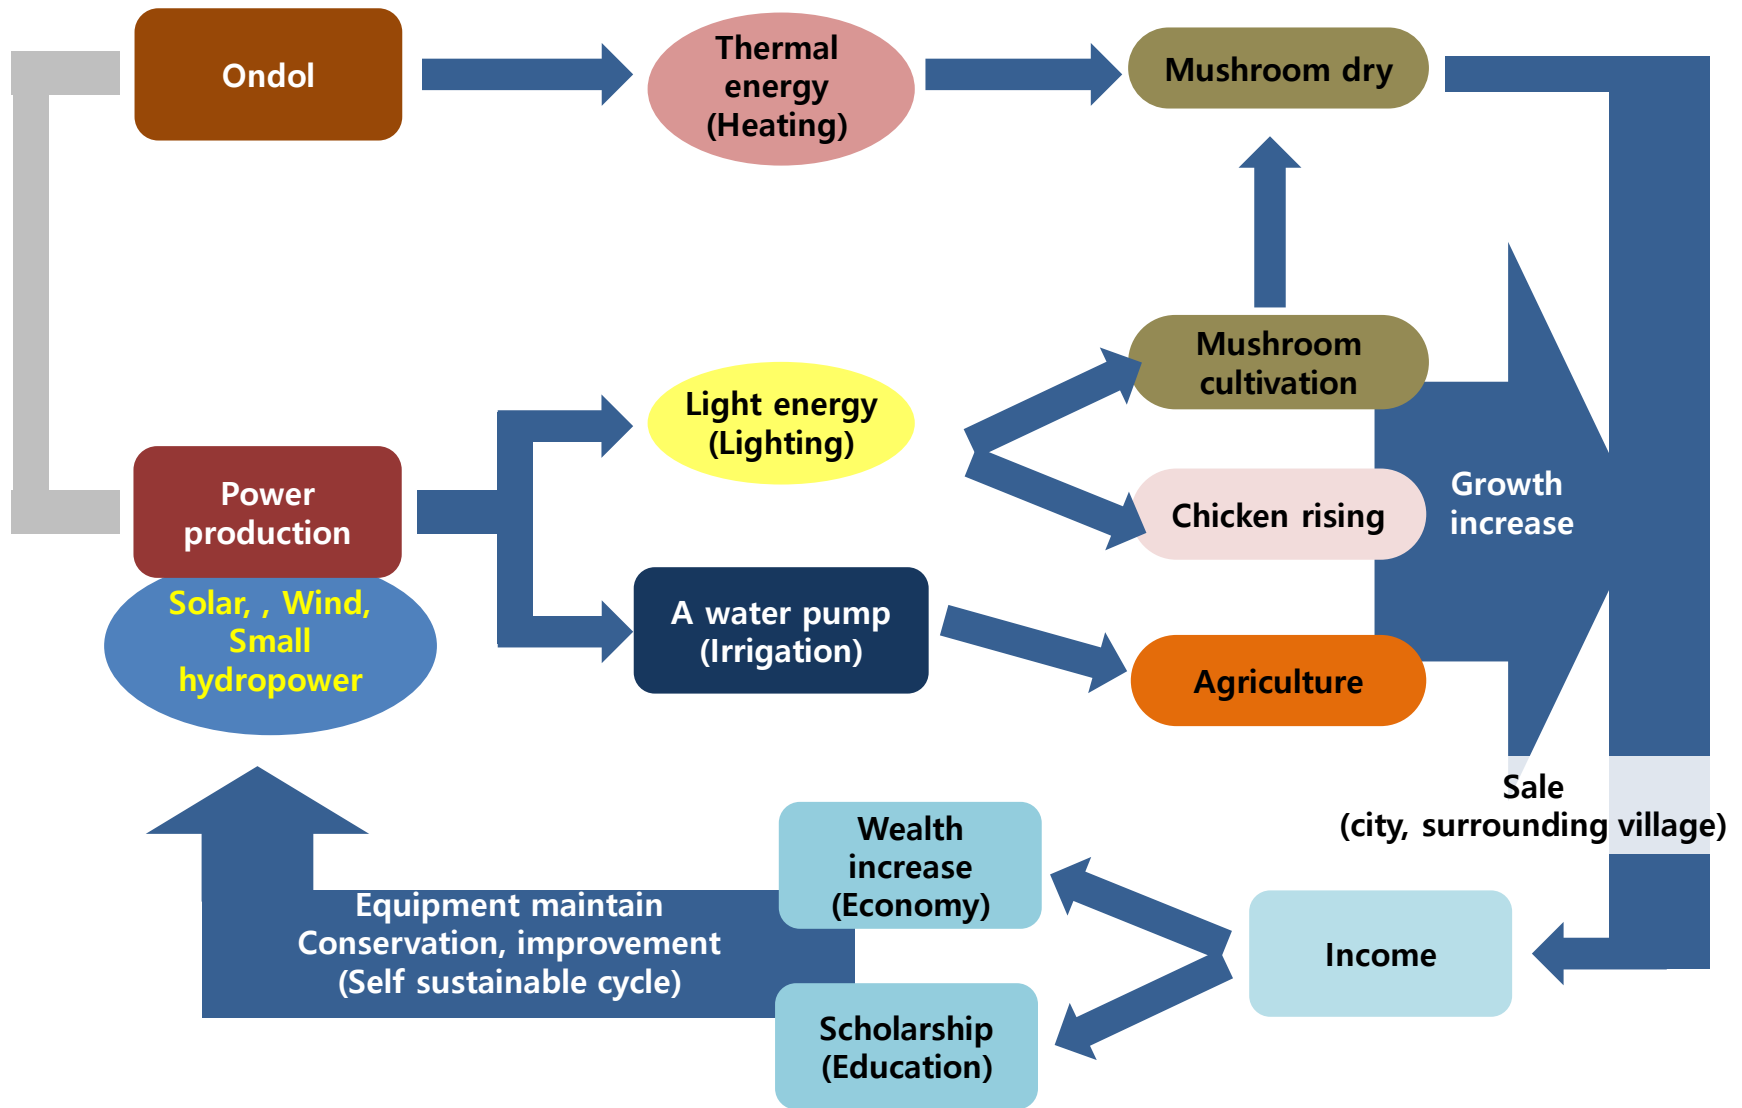 Ondol
Thermal
energy
(Heating)
Mushroom dry
Mushroom
cultivation
Light energy
(Lighting)
Chicken rising
Growth
increase
Power
production
Solar, , Wind,
Small
hydropower
A water pump
(Irrigation)
Agriculture
Sale
(city, surrounding village)
Wealth
increase
(Economy)
Equipment maintain
Conservation, improvement
(Self sustainable cycle)
Income
Scholarship
(Education)